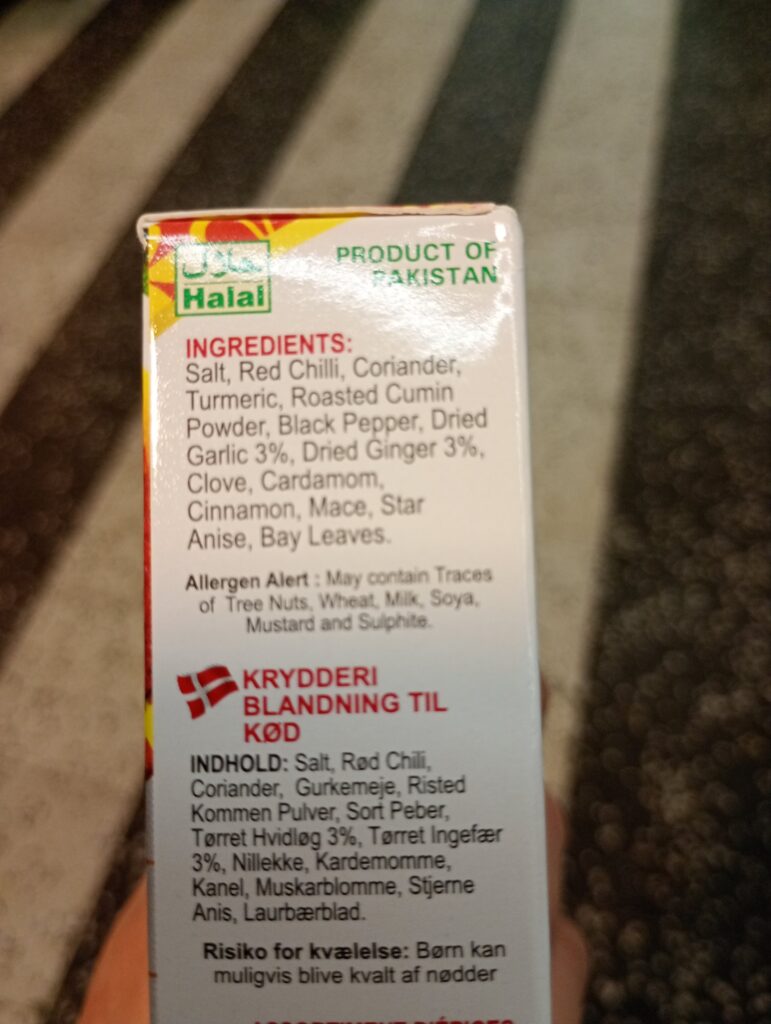 حلال
Halal
PRODUCT OF
PAKISTAN
INGREDIENTS:
Salt, Red Chilli, Coriander,
Turmeric, Roasted Cumin
Powder, Black Pepper, Dried
Garlic 3%, Dried Ginger 3%,
Clove, Cardamom,
Cinnamon, Mace, Star
Anise, Bay Leaves.
Allergen Alert : May contain Traces
of Tree Nuts, Wheat, Milk, Soya,
Mustard and Sulphite.
KRYDDERI
BLANDNING TIL
KØD
INDHOLD: Salt, Rød Chili,
Coriander, Gurkemeje, Risted
Kommen Pulver, Sort Peber,
Tørret Hvidløg 3%, Tørret Ingefær
3%, Nillekke, Kardemomme,
Kanel, Muskarblomme, Stjerne
Anis, Laurbærblad.
Risiko for kvælelse: Børn kan
muligvis blive kvalt af nødder